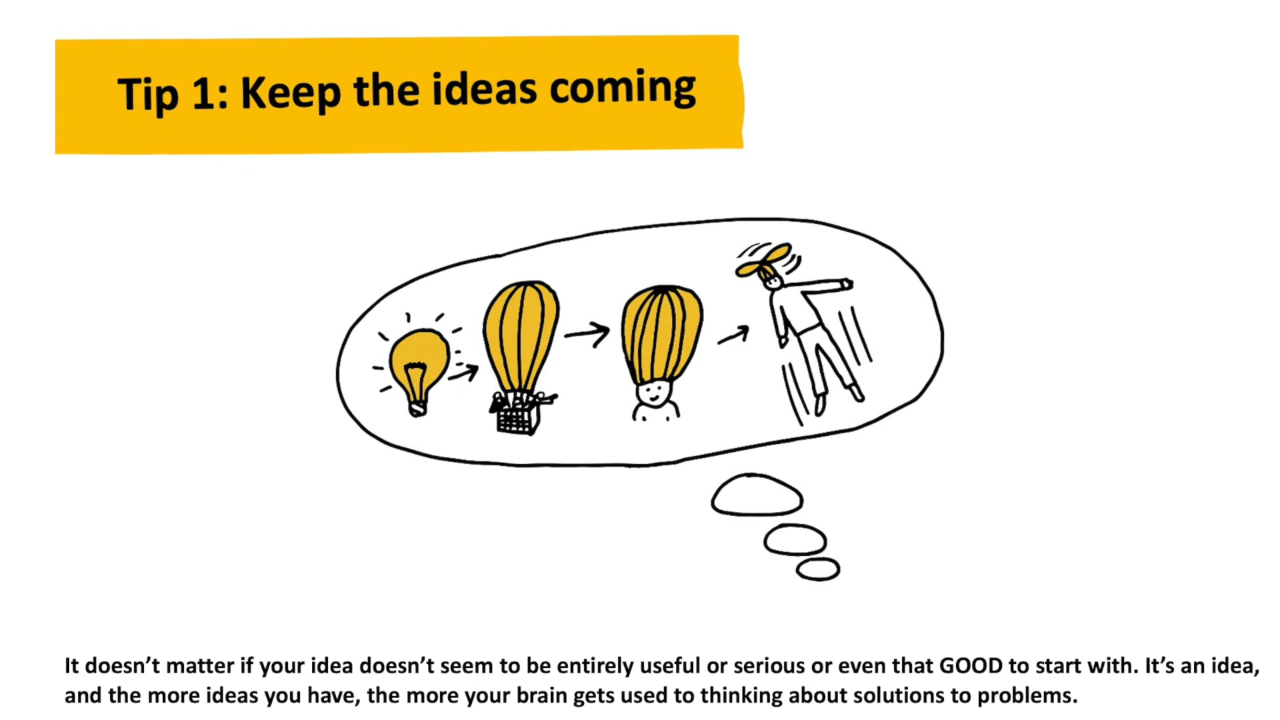 Tip 1: Keep the ideas coming
It doesn’t matter if your idea doesn’t seem to be entirely useful or serious or even that GOOD to start with. It’s an idea,
and the more ideas you have, the more your brain gets used to thinking about solutions to problems.